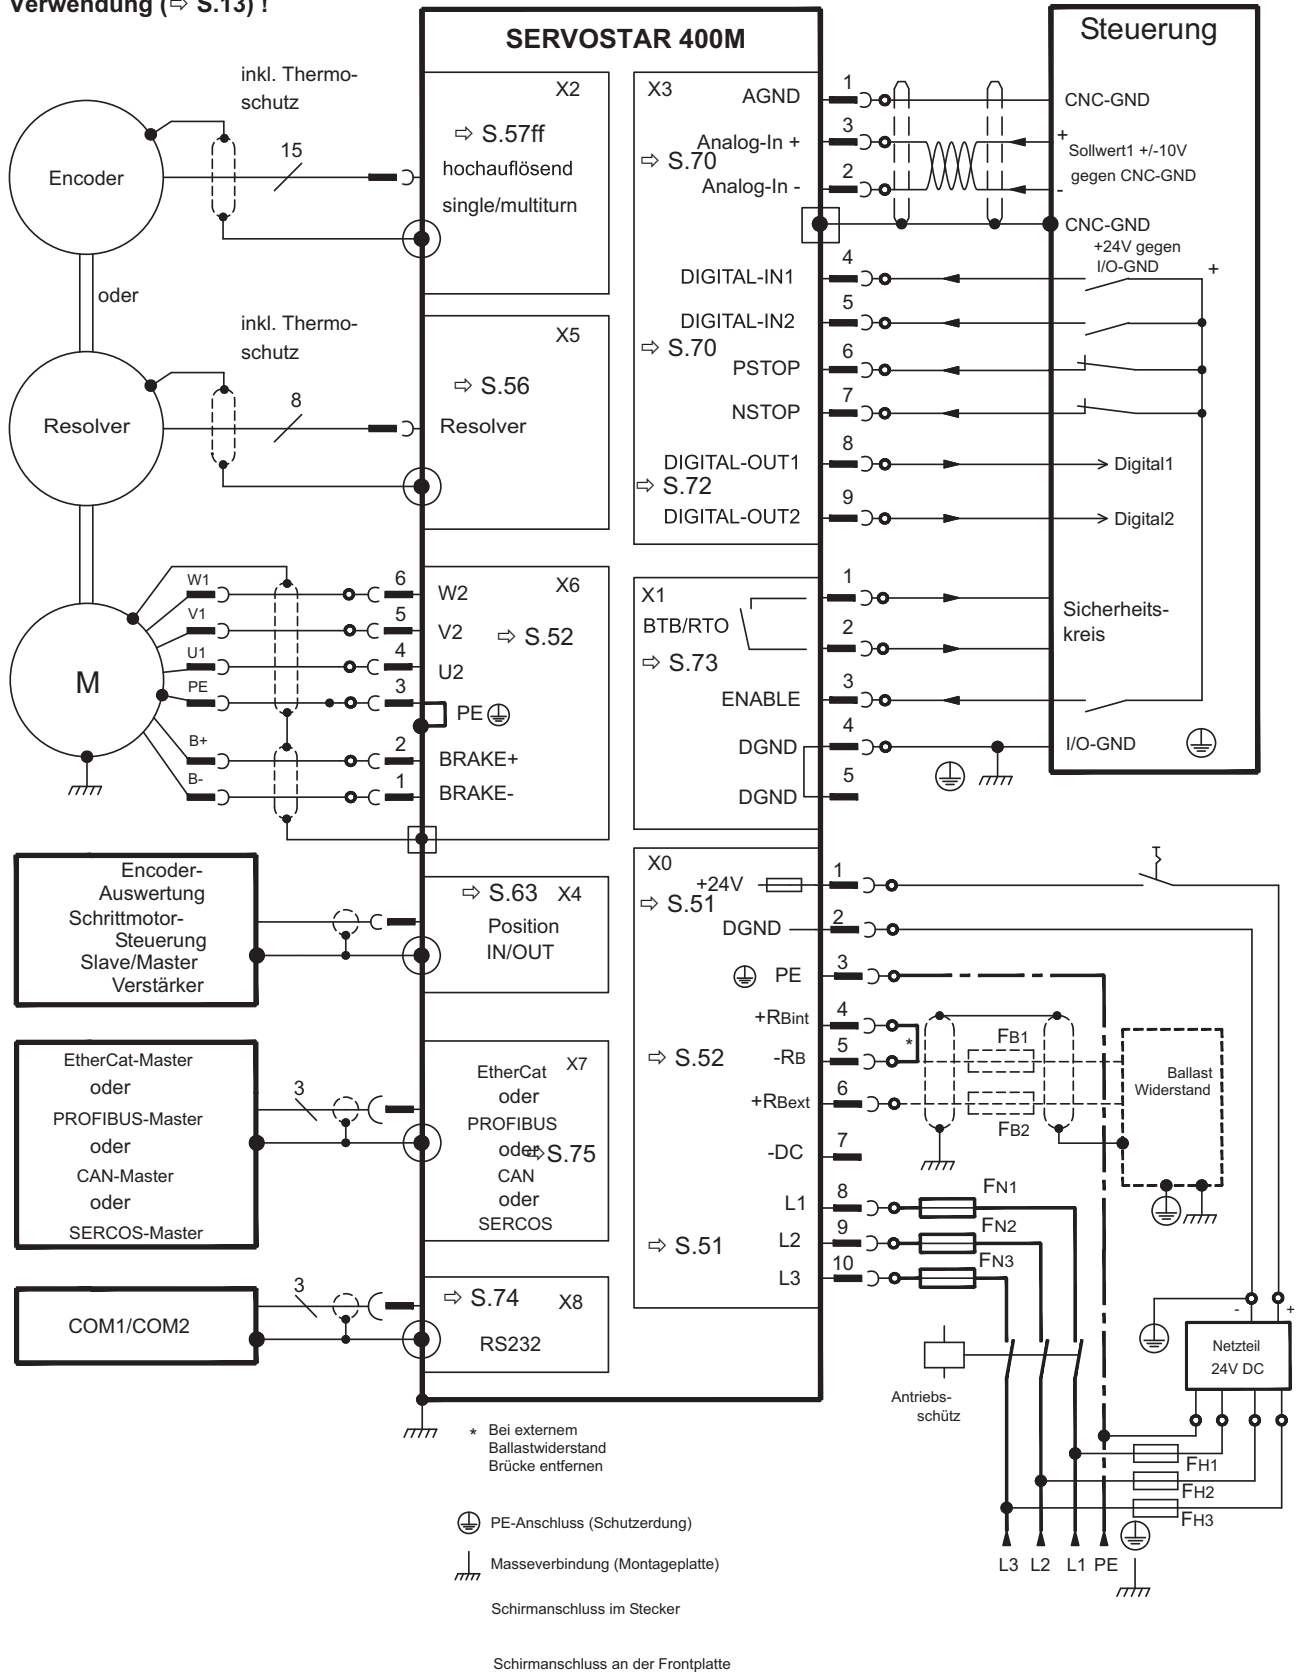 Verwendung (⇨ S.13) !
SERVOSTAR 400M
Steuerung
inkl. Thermo-
schutz
Encoder
15
X2
⇨ S.57ff
hochauflösend
single/multiturn
oder
inkl. Thermo-
schutz
Resolver
8
X5
⇨ S.56
Resolver
M
W1
V1
U1
PE
B+
B-
6
5
4
3
2
1
X6
W2
V2
⇨ S.52
U2
PE
BRAKE+
BRAKE-
Encoder-
Auswertung
Schrittmotor-
Steuerung
Slave/Master
Verstärker
⇨ S.63 X4
Position
IN/OUT
EtherCat-Master
oder
PROFIBUS-Master
oder
CAN-Master
oder
SERCOS-Master
3
X7
EtherCat
oder
PROFIBUS
oder
⇨ S.75
CAN
oder
SERCOS
COM1/COM2
3
⇨ S.74 X8
RS232
X3
AGND
1
Analog-In +
3
⇨ S.70
Analog-In -
2
DIGITAL-IN1
4
DIGITAL-IN2
5
⇨ S.70
PSTOP
6
NSTOP
7
DIGITAL-OUT1
8
⇨ S.72
DIGITAL-OUT2
9
CNC-GND
+
Sollwert1 +/-10V
gegen CNC-GND
-
CNC-GND
+24V gegen
I/O-GND
+
Digital1
Digital2
X1
BTB/RTO
⇨ S.73
1
2
ENABLE
3
DGND
4
DGND
5
Sicherheits-
kreis
I/O-GND
X0
+24V
1
⇨ S.51
DGND
2
PE
3
+RBint
4
⇨ S.52
-RB
5
+RBext
6
-DC
7
L1
8
⇨ S.51
L2
9
L3
10
*
FB1
FB2
Ballast
Widerstand
FN1
FN2
FN3
Antriebs-
schütz
-
+
Netzteil
24V DC
FH1
FH2
FH3
L3 L2 L1 PE
* Bei externem
Ballastwiderstand
Brücke entfernen
PE-Anschluss (Schutzerdung)
Masseverbindung (Montageplatte)
Schirmanschluss im Stecker
Schirmanschluss an der Frontplatte